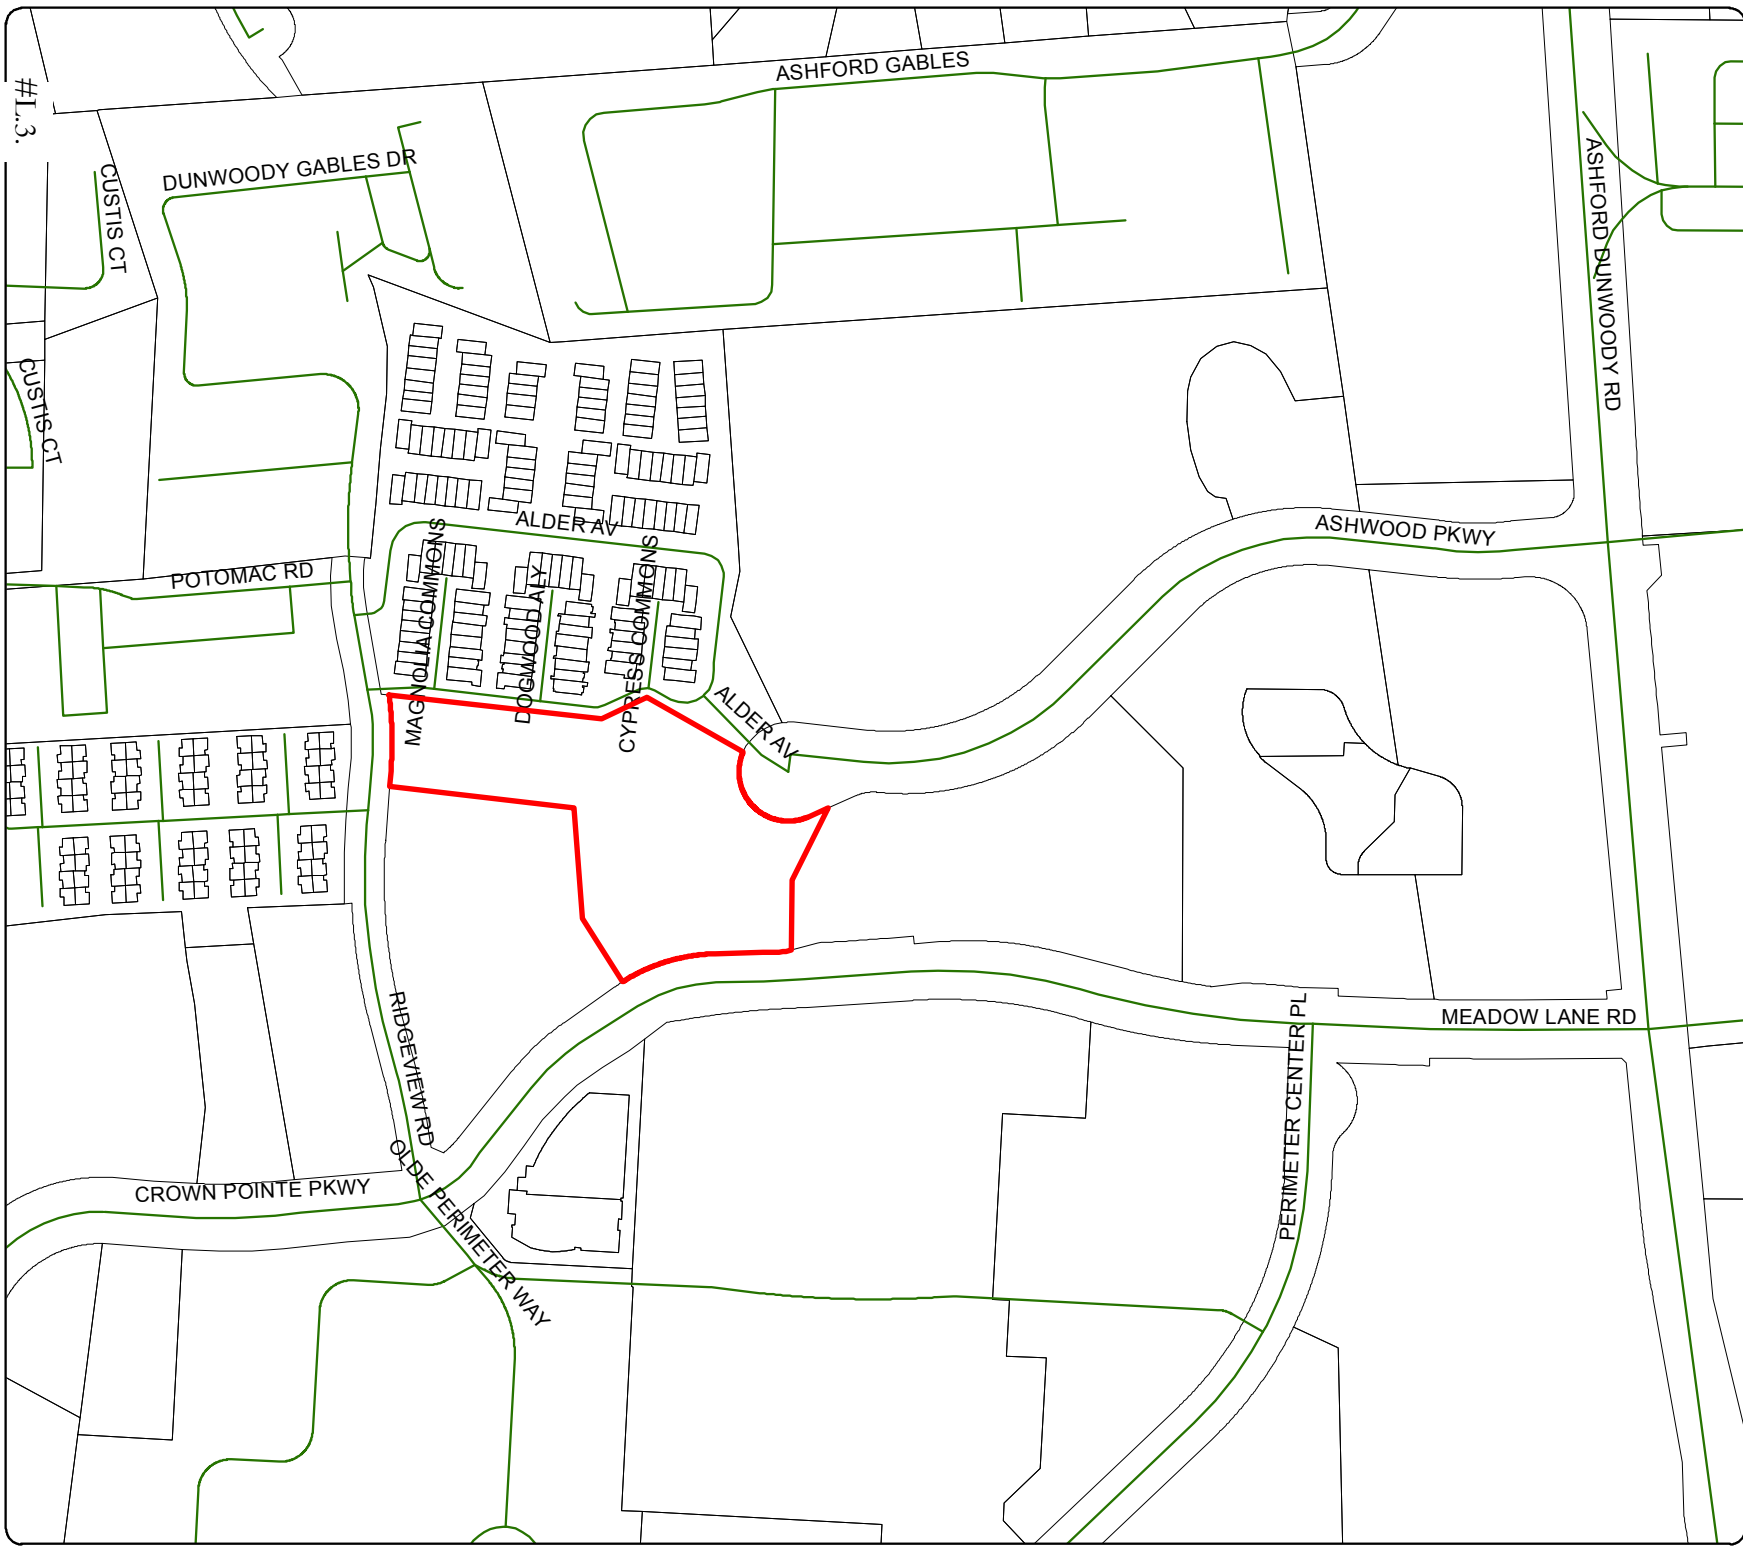 #L.3.
ASHFORD GABLES
DUNWOODY GABLES DR
CUSTIS CT
ASHFORD DUNWOODY RD
CUSTIS CT
ALDER AV
ASHWOOD PKWY
POTOMAC RD
MAGNOLIA COMMONS
DOGWOOD ALY
CYPRESS COMMONS
ALDER AV
RIDGEVIEW RD
MEADOW LANE RD
PERIMETER CENTER PL
OLDE PERIMETER WAY
CROWN POINTE PKWY